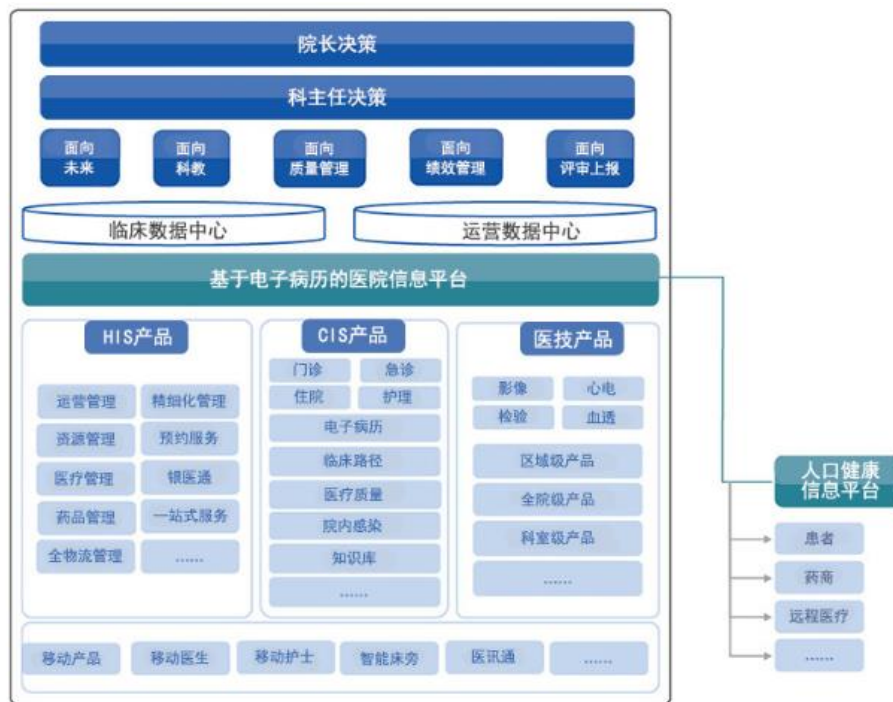 院长决策
科主任决策
面向
未来
面向
科教
面向
质量管理
面向
绩效管理
面向
评审上报
临床数据中心
运营数据中心
基于电子病历的医院信息平台
HIS产品
运营管理
精细化管理
资源管理
预约服务
医疗管理
银医通
药品管理
一站式服务
全物流管理
……
CIS产品
门诊
急诊
住院
护理
电子病历
临床路径
医疗质量
院内感染
知识库
……
医技产品
影像
心电
检验
血透
区域级产品
全院级产品
科室级产品
……
移动产品
移动医生
移动护士
智能床旁
医讯通
……
人口健康
信息平台
患者
药商
远程医疗
……